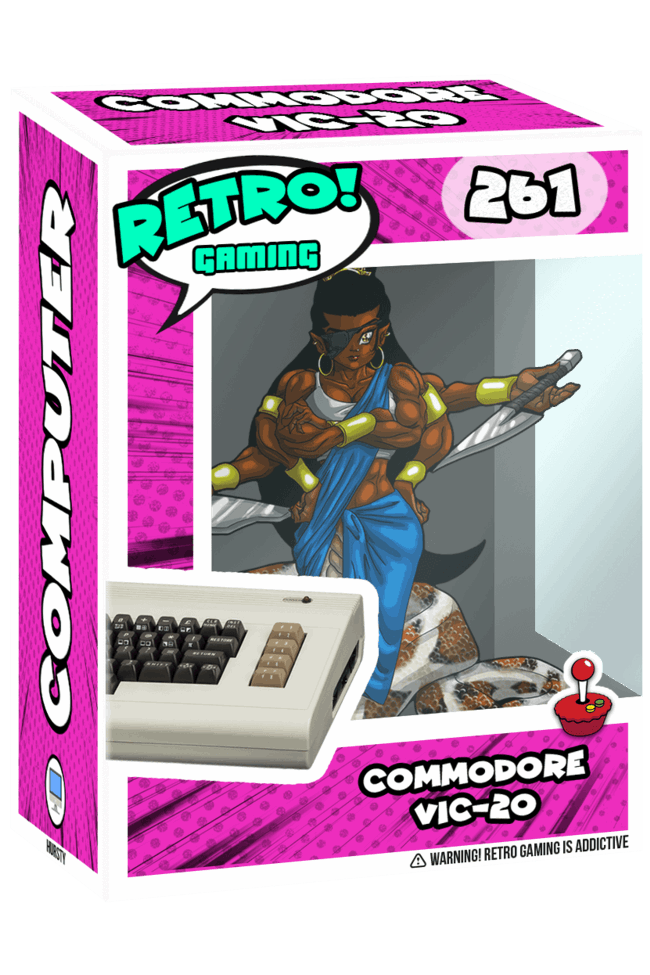 COMMODORE
VIC-20
RETRO!
GAMING
261
COMPUTER
COMMODORE
VIC-20
WARNING! RETRO GAMING IS ADDICTIVE
HURSTY